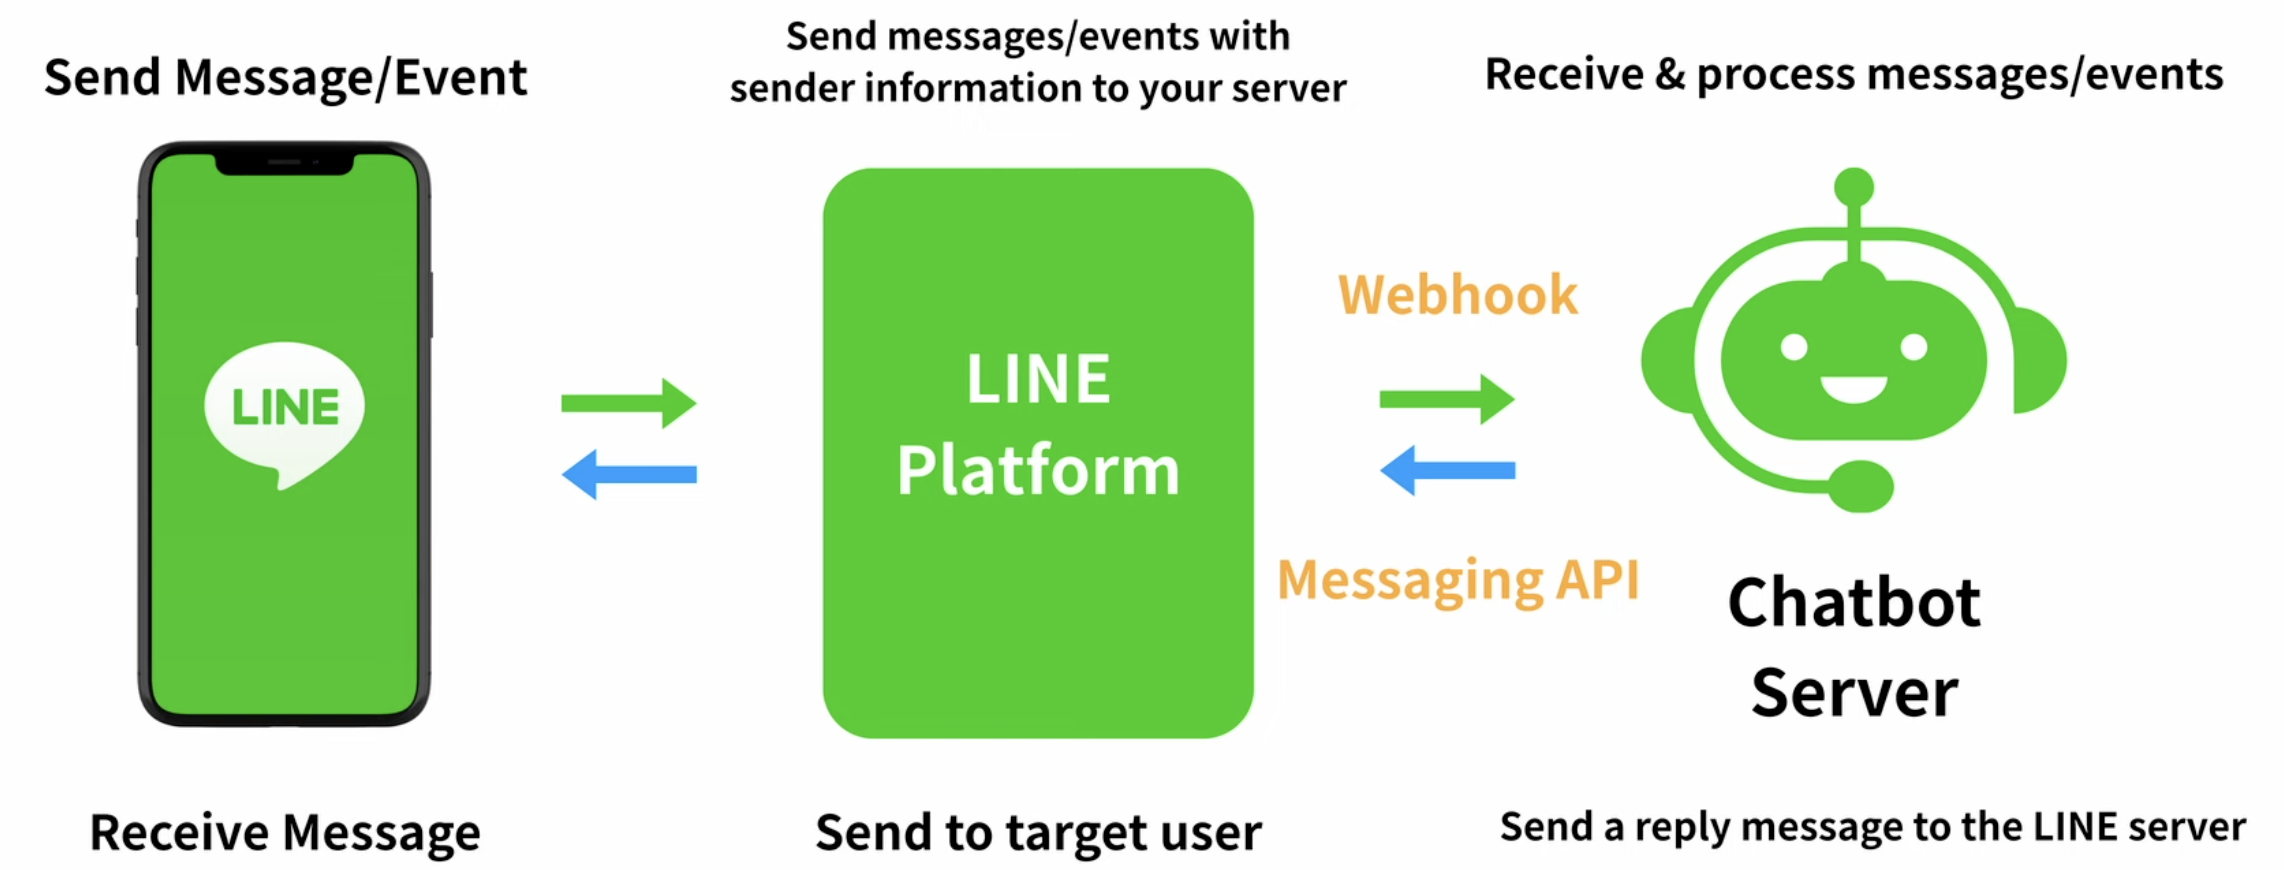 Send Message/Event
Send messages/events with
sender information to your server
Receive & process messages/events
LINE
LINE
Platform
Webhook
Messaging API
Chatbot
Server
Receive Message
Send to target user
Send a reply message to the LINE server